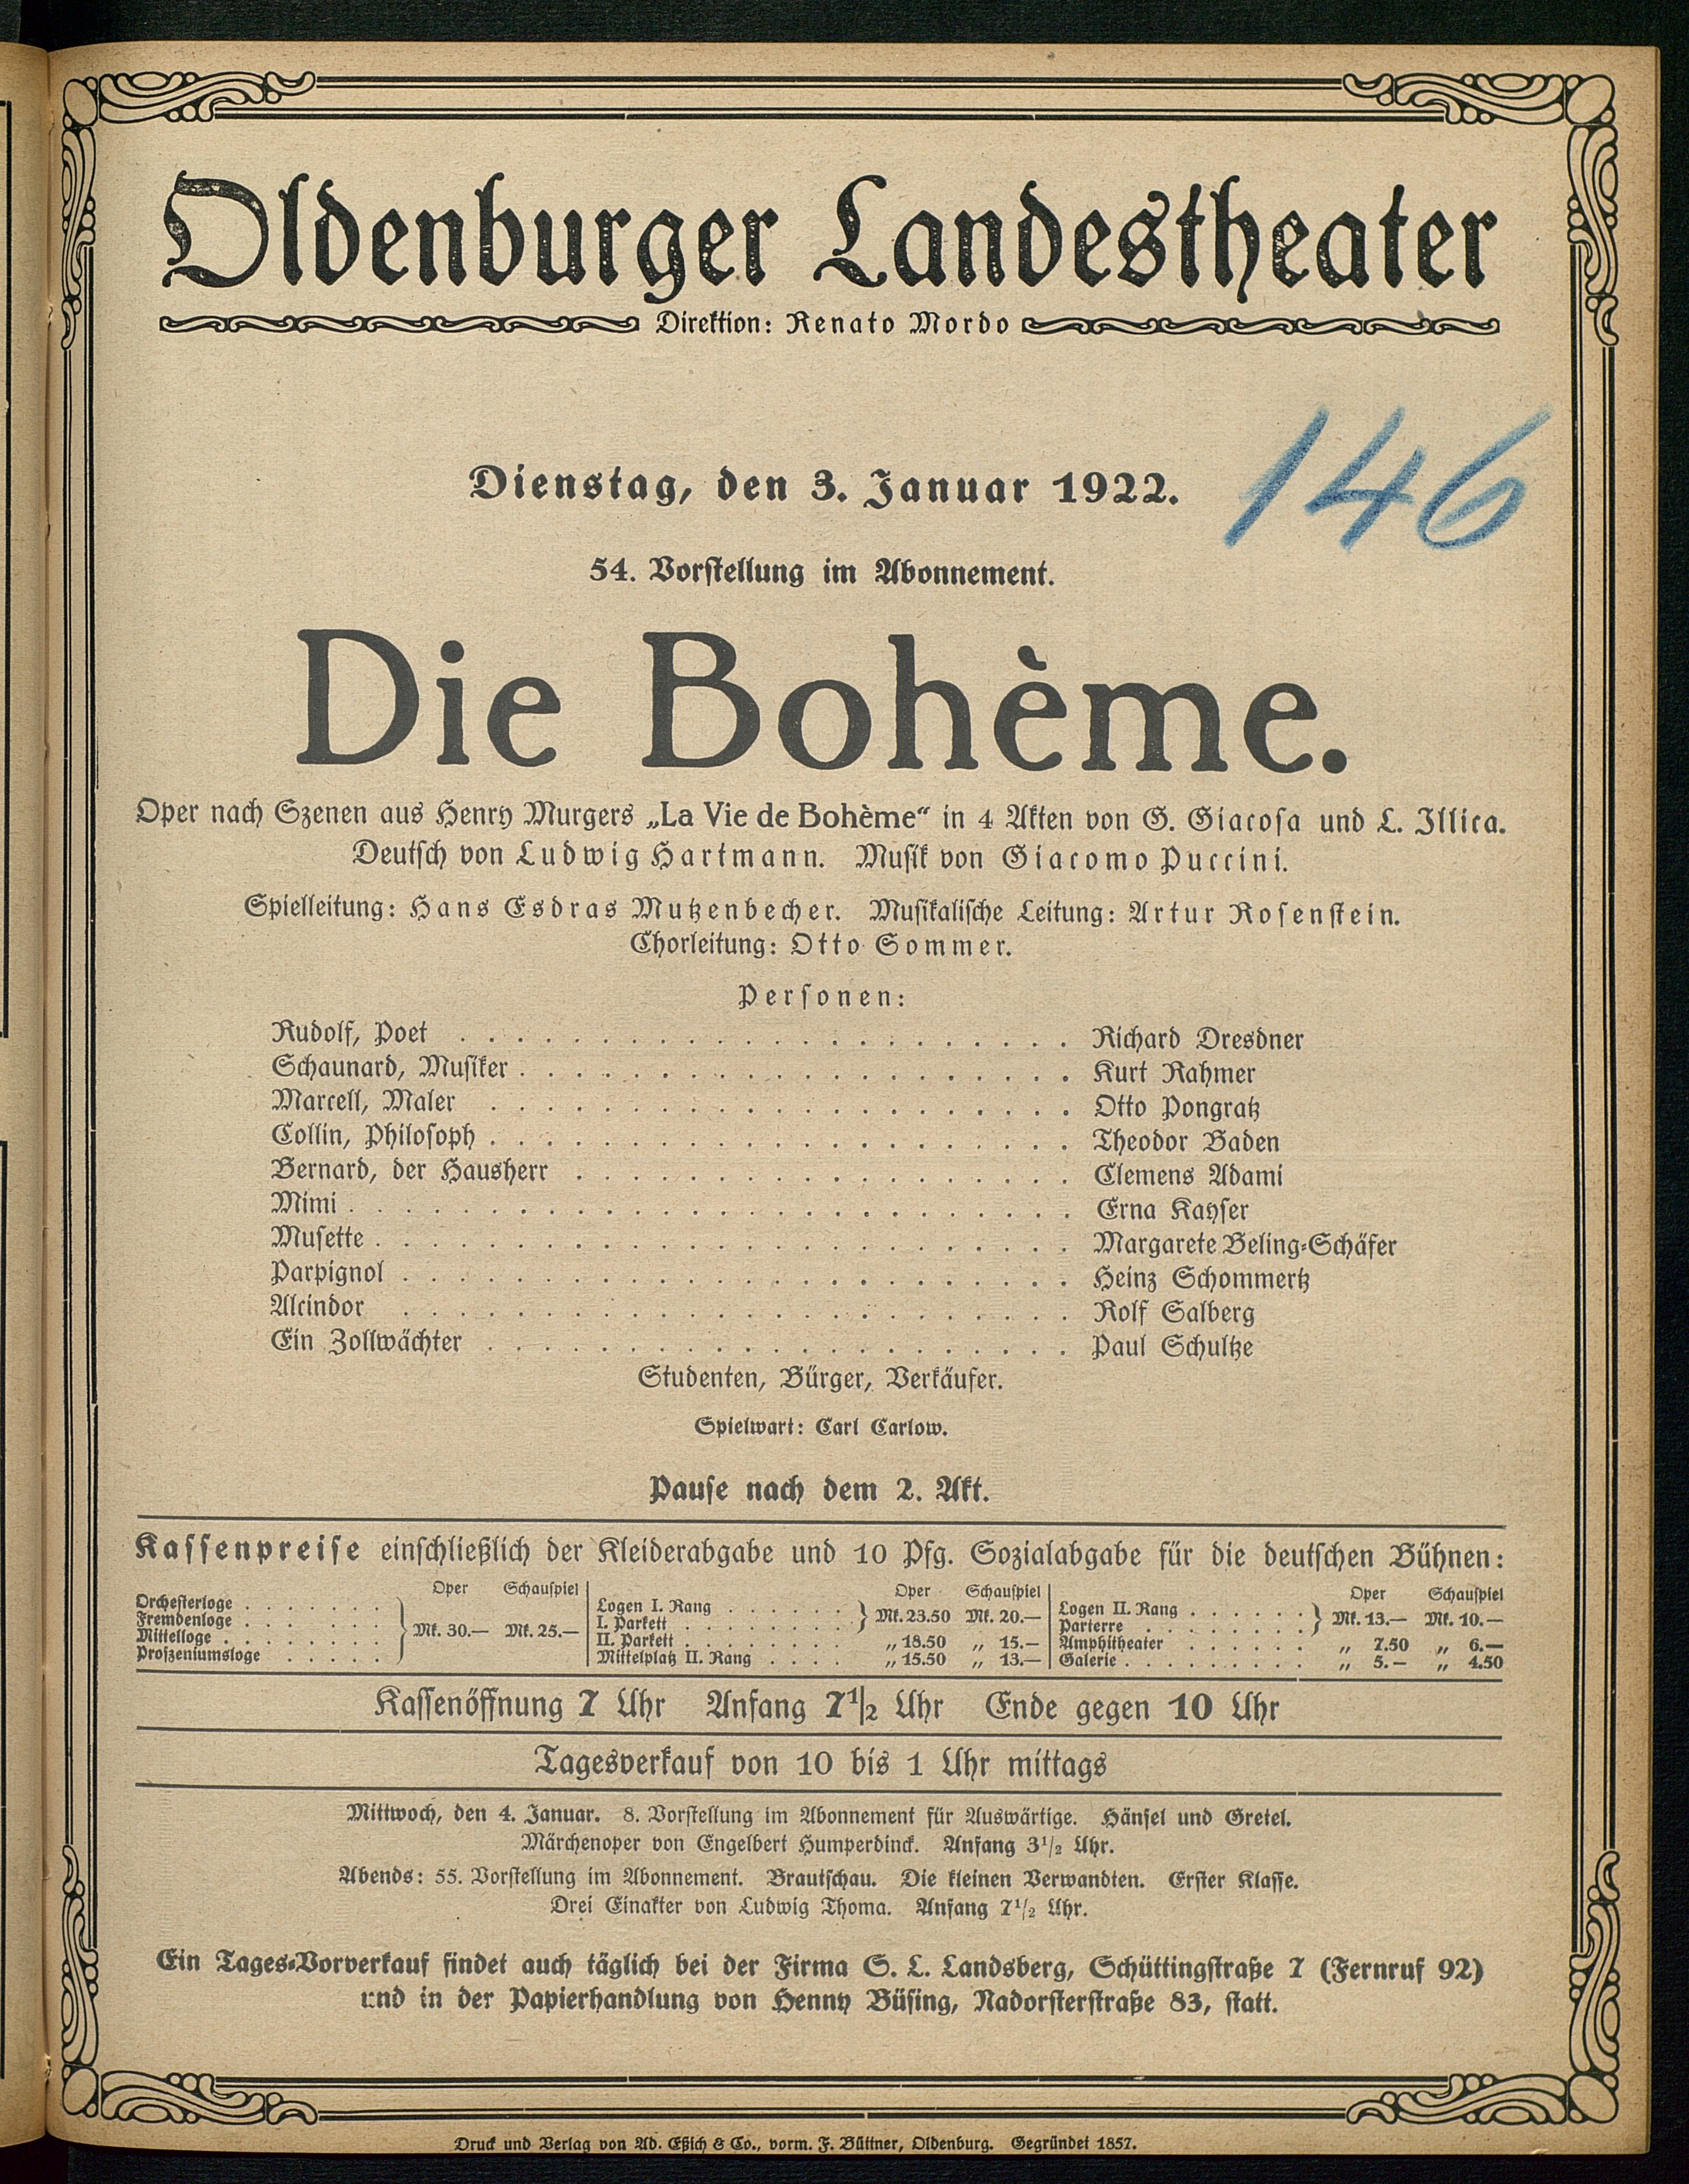 Oldenburger Landestheater
Direktion: Renato Mordo
146
Dienstag, den 3. Januar 1922.
54. Vorstellung im Abonnement.
Die Bohème.
Oper nach Szenen aus Henry Murgers „La Vie de Bohème“ in 4 Akten von G. Giacosa und L. Illica.
Deutsch von Ludwig Hartmann. Musik von Giacomo Puccini.
Spielleitung: Hans Esdras Mutzenbecher. Musikalische Leitung: Artur Rosenstein.
Chorleitung: Otto Sommer.
Personen:
Rudolf, Poet . . . . . Richard Dresdner
Schaunard, Musiker . . . . . Kurt Rahmer
Marcell, Maler . . . . . Otto Pongratz
Collin, Philosoph . . . . . Theodor Baden
Bernard, der Hausherr . . . . . Clemens Adami
Mimi . . . . . Erna Kayser
Musette . . . . . Margarete Beling-Schäfer
Parpignol . . . . . Heinz Schommertz
Alcindor . . . . . Rolf Salberg
Ein Zollwächter . . . . . Paul Schultze
Studenten, Bürger, Verkäufer.
Spielwart: Carl Carlow.
Pause nach dem 2. Akt.
Kassenpreise einschließlich der Kleiderabgabe und 10 Pfg. Sozialabgabe für die deutschen Bühnen:
Oper Schauspiel
Orchesterloge . . . . .
Fremdenloge . . . . .
Mittelloge . . . . .
Proszeniumsloge . . . . .
} Mk. 30.— Mk. 25.—
Oper Schauspiel
Logen I. Rang . . . . .
I. Parkett . . . . .
} Mk. 23.50 Mk. 20.—
II. Parkett . . . . . „ 18.50 „ 15.—
Mittelplatz II. Rang . . . . „ 15.50 „ 13.—
Oper Schauspiel
Logen II. Rang . . . . .
Parterre . . . . .
} Mk. 13.— Mk. 10.—
Amphitheater . . . . . „ 7.50 „ 6.—
Galerie . . . . . „ 5.— „ 4.50
Kassenöffnung 7 Uhr Anfang 7 1/2 Uhr Ende gegen 10 Uhr
Tagesverkauf von 10 bis 1 Uhr mittags
Mittwoch, den 4. Januar. 8. Vorstellung im Abonnement für Auswärtige. Hänsel und Gretel.
Märchenoper von Engelbert Humperdinck. Anfang 3 1/2 Uhr.
Abends: 55. Vorstellung im Abonnement. Brautschau. Die kleinen Verwandten. Erster Klasse.
Drei Einakter von Ludwig Thoma. Anfang 7 1/2 Uhr.
Ein Tages-Vorverkauf findet auch täglich bei der Firma S. L. Landsberg, Schüttingstraße 7 (Fernruf 92)
und in der Papierhandlung von Henny Büsing, Nadorsterstraße 83, statt.
Druck und Verlag von Ad. Eßich & Co., vorm. F. Büttner, Oldenburg. Gegründet 1857.